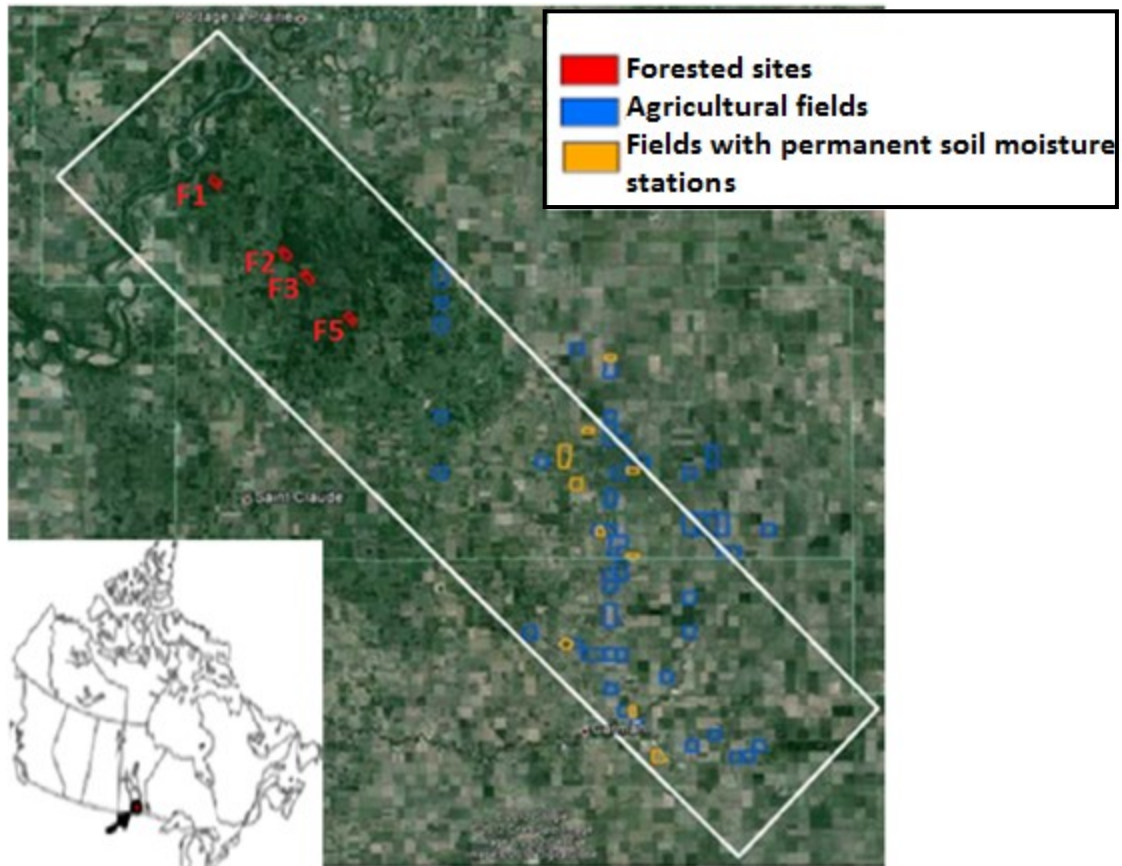 Portage la Prairie
Forested sites
Agricultural fields
Fields with permanent soil moisture
stations
F1
F2
F3
F5
Saint Claude